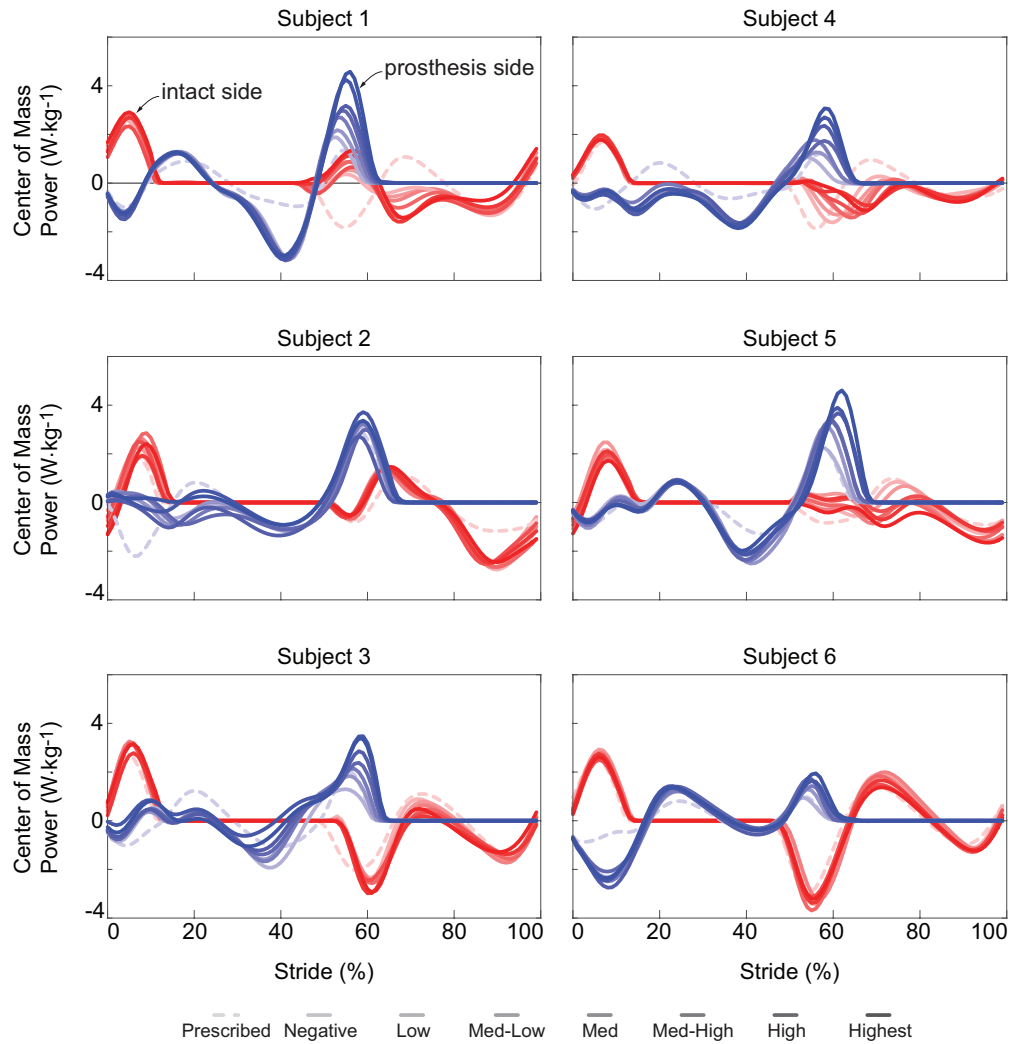 Subject 1
Subject 4
Center of Mass
Power (W·kg-1)
4
0
-4
intact side
prosthesis side
Subject 2
Subject 5
Center of Mass
Power (W·kg-1)
4
0
-4
Subject 3
Subject 6
Center of Mass
Power (W·kg-1)
4
0
-4
0 20 40 60 80 100
0 20 40 60 80 100
Stride (%)
Stride (%)
Prescribed Negative Low Med-Low Med Med-High High Highest